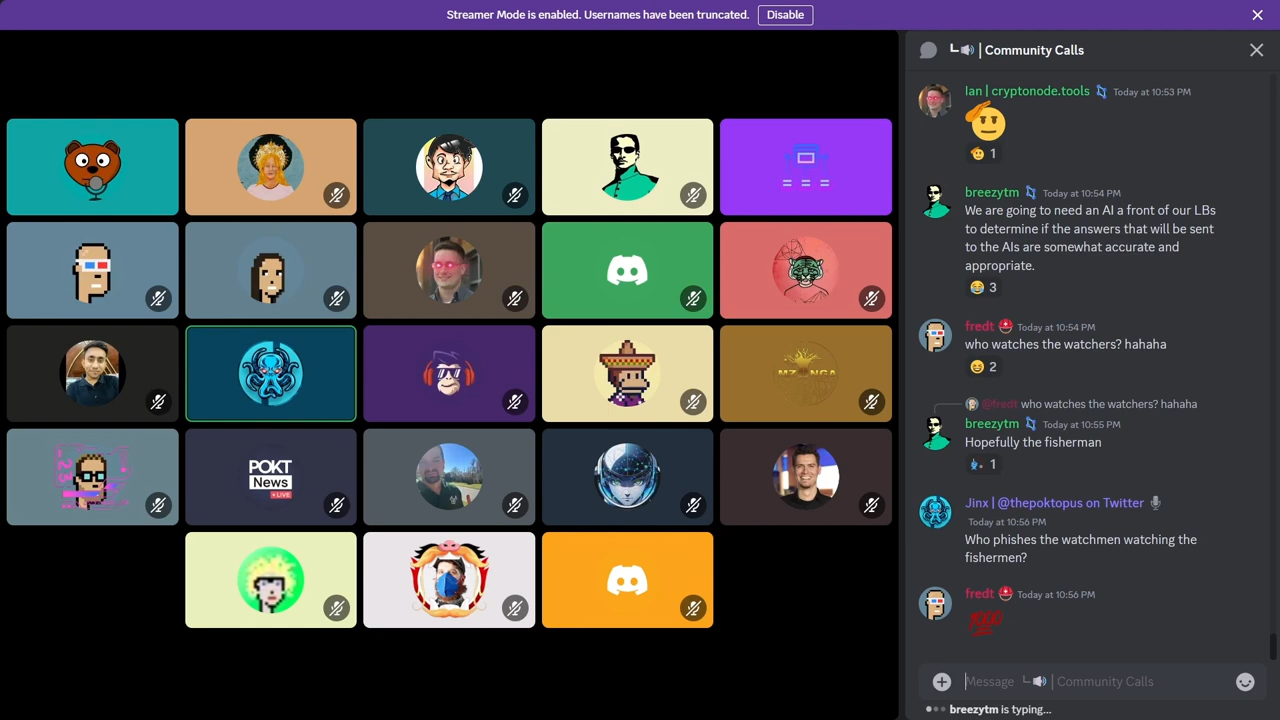 Streamer Mode is enabled. Usernames have been truncated.
Disable
Community Calls
Ian | cryptonode.tools Today at 10:53 PM
1
breezytm Today at 10:54 PM
We are going to need an AI a front of our LBs
to determine if the answers that will be sent
to the AIs are somewhat accurate and
appropriate.
3
fredt Today at 10:54 PM
who watches the watchers? hahaha
2
@fredt who watches the watchers? hahaha
breezytm Today at 10:55 PM
Hopefully the fisherman
1
Jinx | @thepoktopus on Twitter
Today at 10:56 PM
Who phishes the watchmen watching the
fishermen?
fredt Today at 10:56 PM
1000
Message Community Calls
breezytm is typing...
MZONGA
POKT
News
LIVE